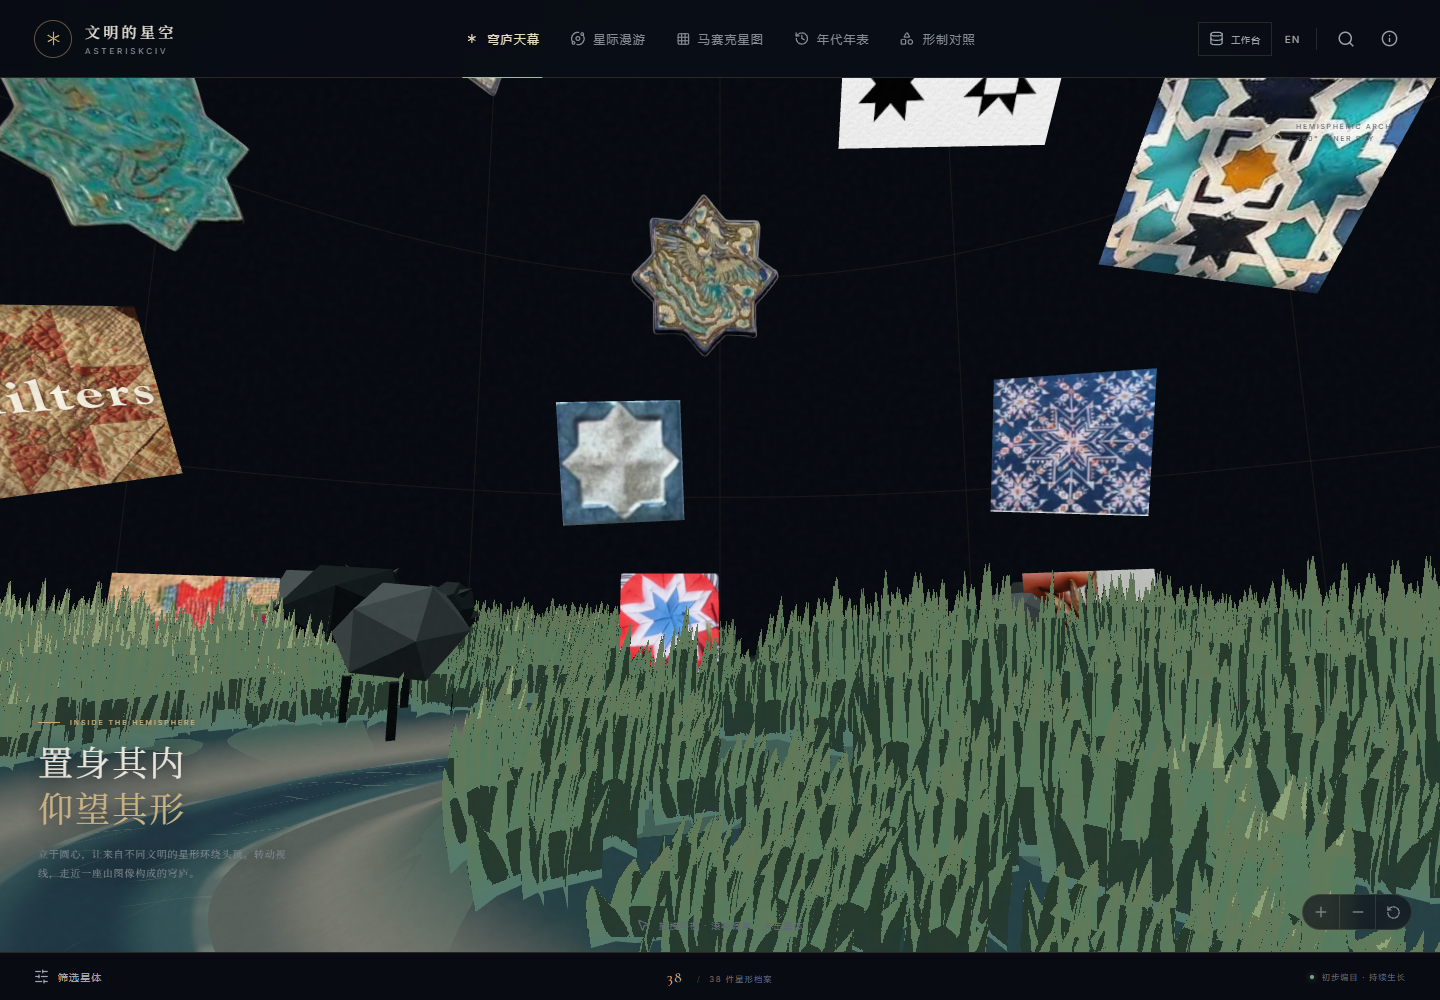 文明的星空
ASTERISKCIV
穹庐天幕
星际漫游
马赛克星图
年代年表
形制对照
工作台
EN
HEMISPHERIC ARCH
ilters
INSIDE THE HEMISPHERE
置身其内
仰望其形
立于圆心，让来自不同文明的星形环绕头顶。转动视
线，走近一座由图像构成的穹庐。
筛选星体
38 / 38 件星形档案
初步编目 · 持续生长